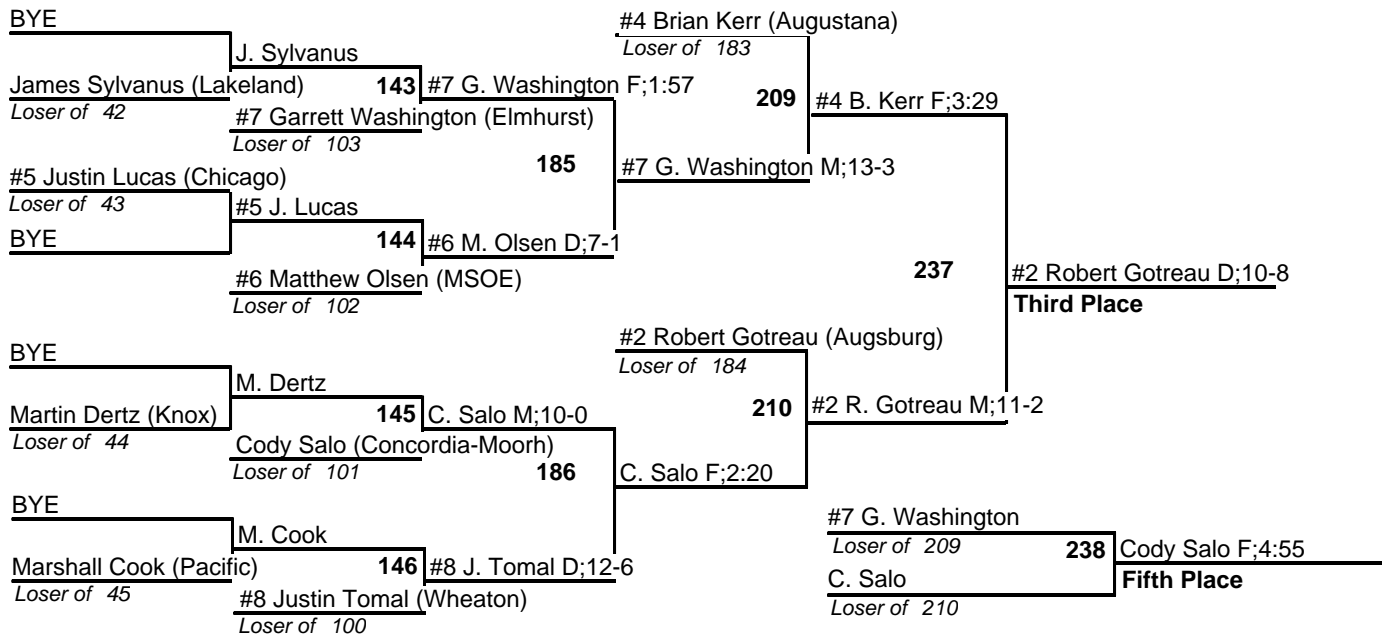 BYE
J. Sylvanus
James Sylvanus (Lakeland)
Loser of 42
143
#7 G. Washington F;1:57
#7 Garrett Washington (Elmhurst)
Loser of 103
#5 Justin Lucas (Chicago)
Loser of 43
#5 J. Lucas
BYE
144
#6 M. Olsen D;7-1
#6 Matthew Olsen (MSOE)
Loser of 102
185
#4 Brian Kerr (Augustana)
Loser of 183
209
#4 B. Kerr F;3:29
#7 G. Washington M;13-3
237
#2 Robert Gotreau D;10-8
Third Place
BYE
M. Dertz
Martin Dertz (Knox)
Loser of 44
145
C. Salo M;10-0
Cody Salo (Concordia-Moorh)
Loser of 101
186
BYE
M. Cook
Marshall Cook (Pacific)
Loser of 45
146
#8 J. Tomal D;12-6
#8 Justin Tomal (Wheaton)
Loser of 100
#2 Robert Gotreau (Augsburg)
Loser of 184
210
#2 R. Gotreau M;11-2
C. Salo F;2:20
#7 G. Washington
Loser of 209
238
Cody Salo F;4:55
C. Salo
Fifth Place
Loser of 210